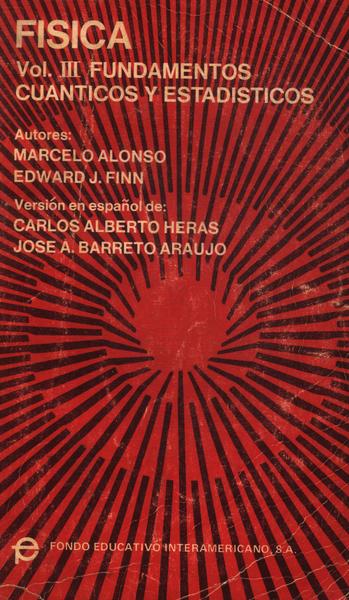 FISICA
Vol. III FUNDAMENTOS
CUANTICOS Y ESTADISTICOS
Autores:
MARCELO ALONSO
EDWARD J. FINN
Versión en español de:
CARLOS ALBERTO HERAS
JOSE A. BARRETO ARAUJO
FONDO EDUCATIVO INTERAMERICANO, S.A.